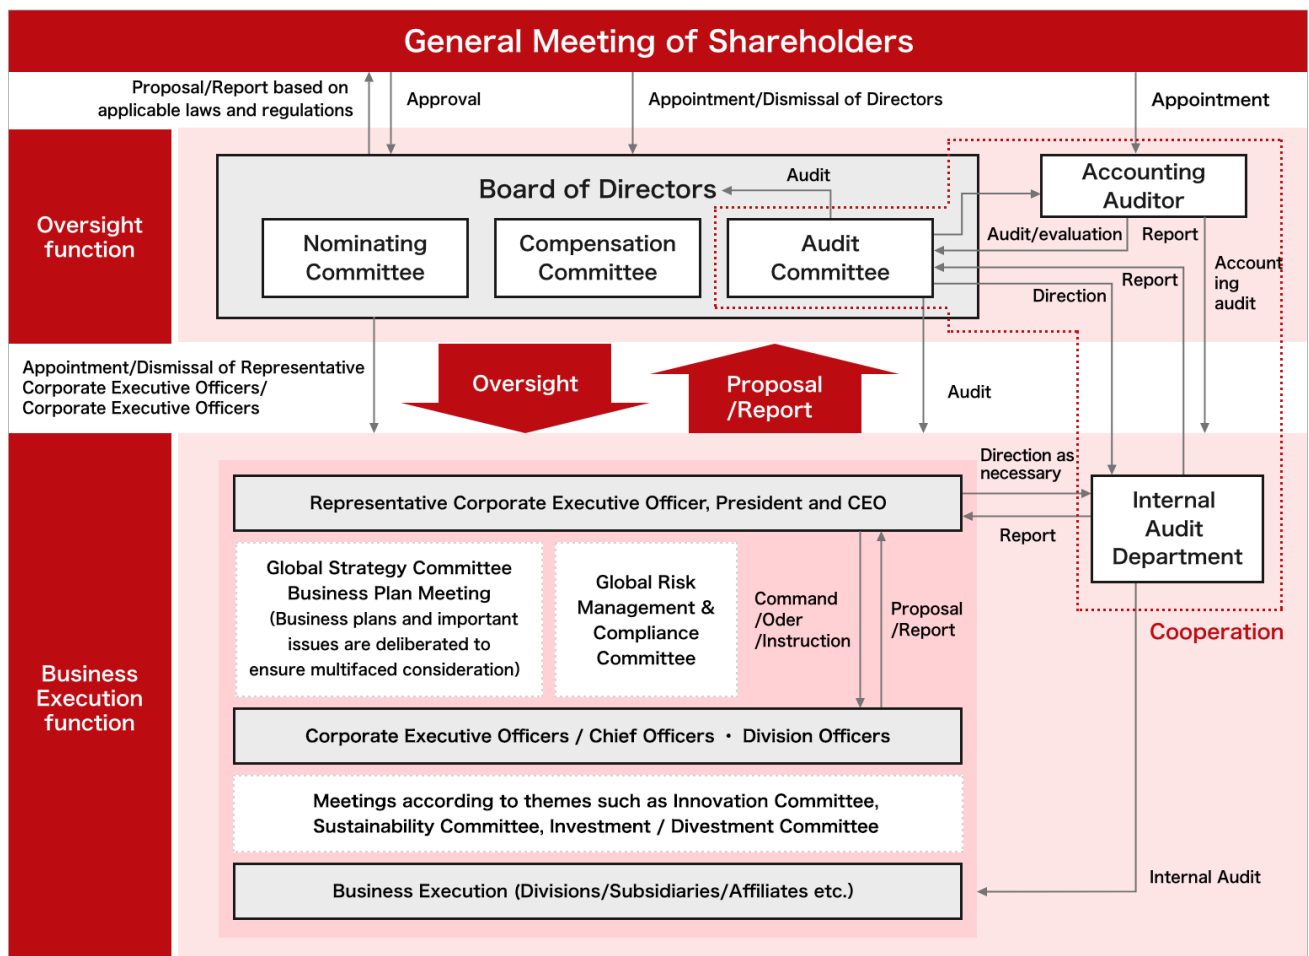 General Meeting of Shareholders
Proposal/Report based on
applicable laws and regulations
Approval
Appointment/Dismissal of Directors
Appointment
Oversight
function
Board of Directors
Audit
Nominating
Committee
Compensation
Committee
Audit
Committee
Accounting
Auditor
Audit/evaluation
Report
Report
Direction
Account
ing
audit
Appointment/Dismissal of Representative
Corporate Executive Officers/
Corporate Executive Officers
Oversight
Proposal
/Report
Audit
Business
Execution
function
Representative Corporate Executive Officer, President and CEO
Direction as
necessary
Report
Internal
Audit
Department
Cooperation
Global Strategy Committee
Business Plan Meeting
(Business plans and important
issues are deliberated to
ensure multifaced consideration)
Global Risk
Management &
Compliance
Committee
Command
/Oder
/Instruction
Proposal
/Report
Corporate Executive Officers / Chief Officers ・ Division Officers
Meetings according to themes such as Innovation Committee,
Sustainability Committee, Investment / Divestment Committee
Business Execution (Divisions/Subsidiaries/Affiliates etc.)
Internal Audit